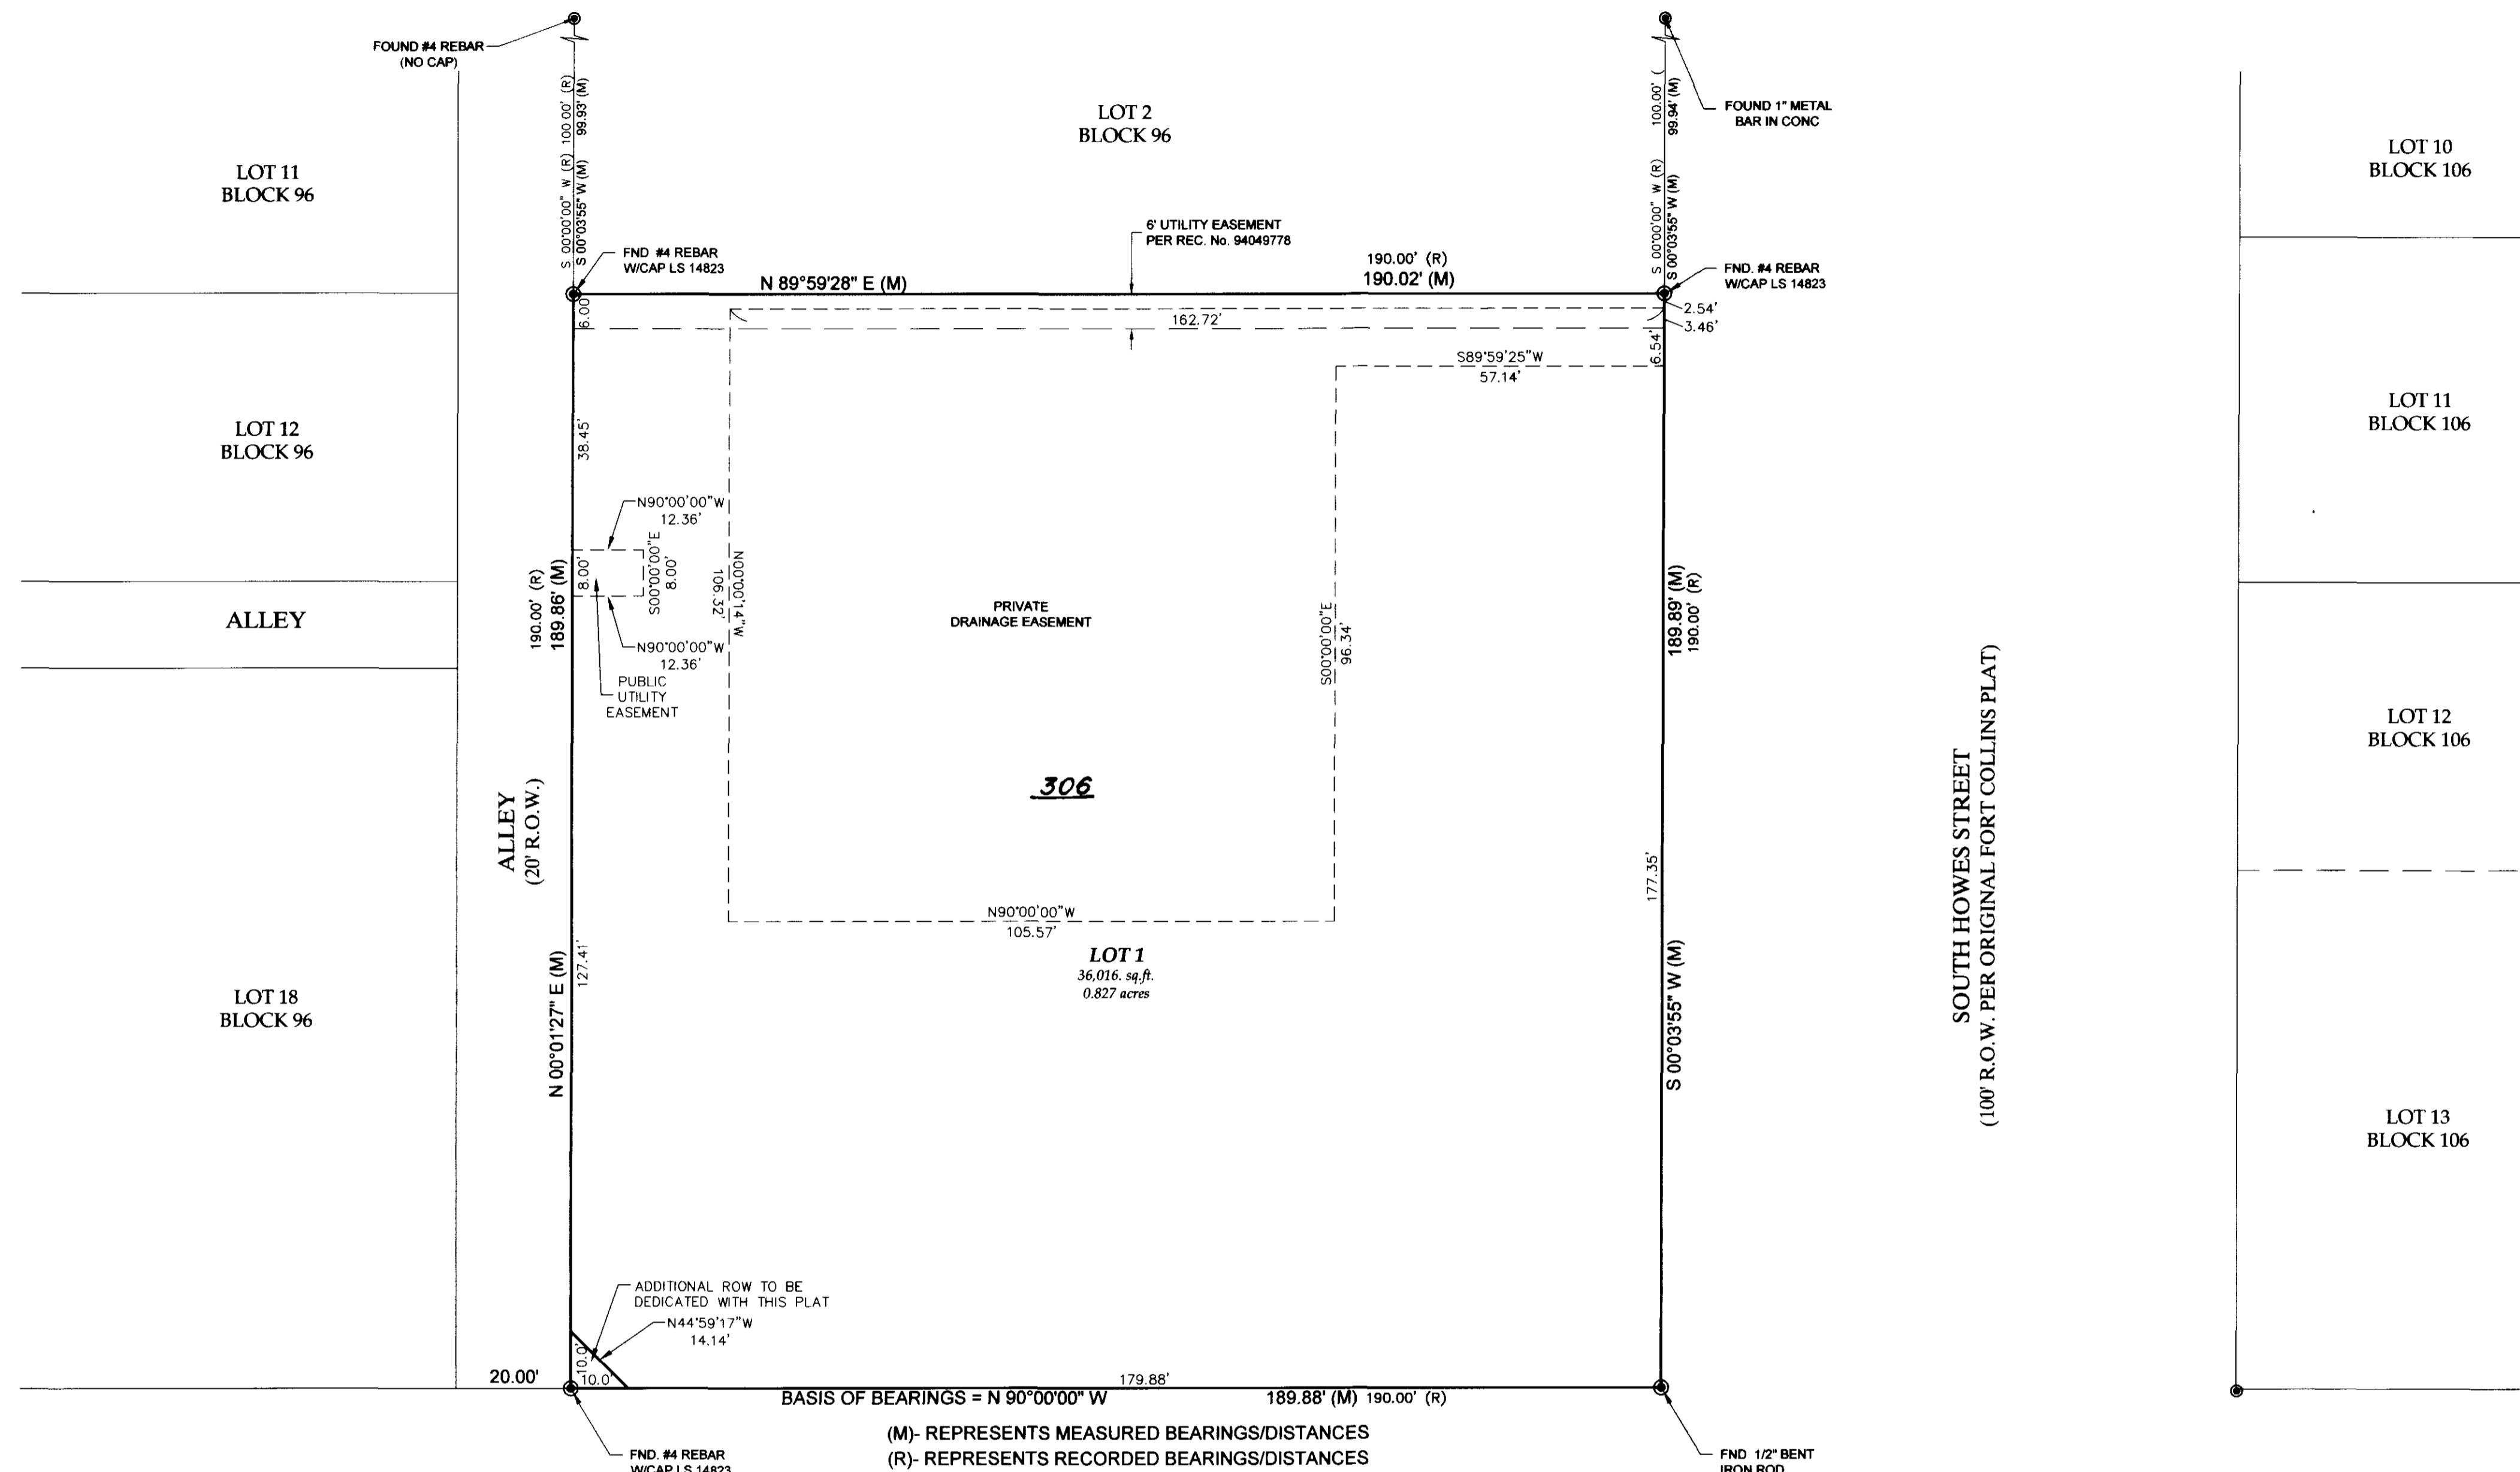 FOUND #4 REBAR
(NO CAP)
S 00°00'00" W (R) 100 00' (R)
S 00°03'55" W (M) 99.93' (M)
LOT 2
BLOCK 96
S 00°00'00" W (R) 100.00' (
S 00°03'55" W (M) 99.94' (M)
FOUND 1" METAL
BAR IN CONC
LOT 10
BLOCK 106
LOT 11
BLOCK 96
6' UTILITY EASEMENT
PER REC. No. 94049778
FND #4 REBAR
W/CAP LS 14823
N 89°59'28" E (M)
190.00' (R)
190.02' (M)
FND. #4 REBAR
W/CAP LS 14823
6.00'
162.72'
2.54'
3.46'
6.54'
S89°59'25"W
57.14'
LOT 12
BLOCK 96
38.45'
LOT 11
BLOCK 106
N90°00'00"W
12.36'
8.00'
S00°00'00"E
8.00'
N90°00'00"W
12.36'
PUBLIC
UTILITY
EASEMENT
N00°00'14"W
106.32'
PRIVATE
DRAINAGE EASEMENT
S00°00'00"E
96.34'
190.00' (R)
189.86' (M)
189.89' (M)
190.00' (R)
ALLEY
LOT 12
BLOCK 106
306
ALLEY
(20' R.O.W.)
177.35'
SOUTH HOWES STREET
(100' R.O.W. PER ORIGINAL FORT COLLINS PLAT)
N90°00'00"W
105.57'
LOT 1
36,016. sq.ft.
0.827 acres
N 00°01'27" E (M)
127.41'
S 00°03'55" W (M)
LOT 18
BLOCK 96
LOT 13
BLOCK 106
ADDITIONAL ROW TO BE
DEDICATED WITH THIS PLAT
N44°59'17"W
14.14'
20.00'
10.0'
10.0'
179.88'
BASIS OF BEARINGS = N 90°00'00" W
189.88' (M) 190.00' (R)
(M)- REPRESENTS MEASURED BEARINGS/DISTANCES
(R)- REPRESENTS RECORDED BEARINGS/DISTANCES
FND. #4 REBAR
W/CAP LS 14823
FND 1/2" BENT
IRON ROD